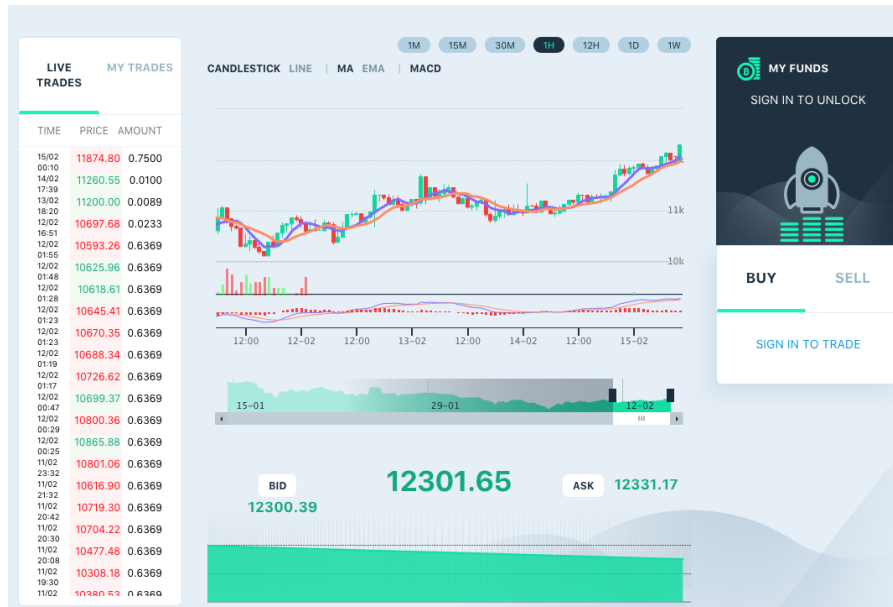 1M 15M 30M 1H 12H 1D 1W
LIVE TRADES
MY TRADES
TIME PRICE AMOUNT
15/02 00:10 11874.80 0.7500
14/02 17:39 11260.55 0.0100
13/02 18:20 11200.00 0.0089
12/02 16:51 10697.68 0.0233
12/02 01:55 10593.26 0.6369
12/02 01:48 10625.96 0.6369
12/02 01:28 10618.61 0.6369
12/02 01:23 10645.41 0.6369
12/02 01:23 10670.35 0.6369
12/02 01:19 10688.34 0.6369
12/02 01:17 10726.62 0.6369
12/02 00:47 10699.37 0.6369
12/02 00:29 10800.36 0.6369
12/02 00:25 10865.88 0.6369
11/02 23:32 10801.06 0.6369
11/02 21:32 10616.90 0.6369
11/02 20:42 10719.30 0.6369
11/02 20:30 10704.22 0.6369
11/02 20:08 10477.48 0.6369
11/02 19:30 10308.18 0.6369
11/02 10380.53 0.6369
CANDLESTICK LINE | MA EMA | MACD
11k
10k
12:00 12-02 12:00 13-02 12:00 14-02 12:00 15-02
15-01 29-01 12-02
BID
12300.39
12301.65
ASK 12331.17
MY FUNDS
SIGN IN TO UNLOCK
BUY SELL
SIGN IN TO TRADE